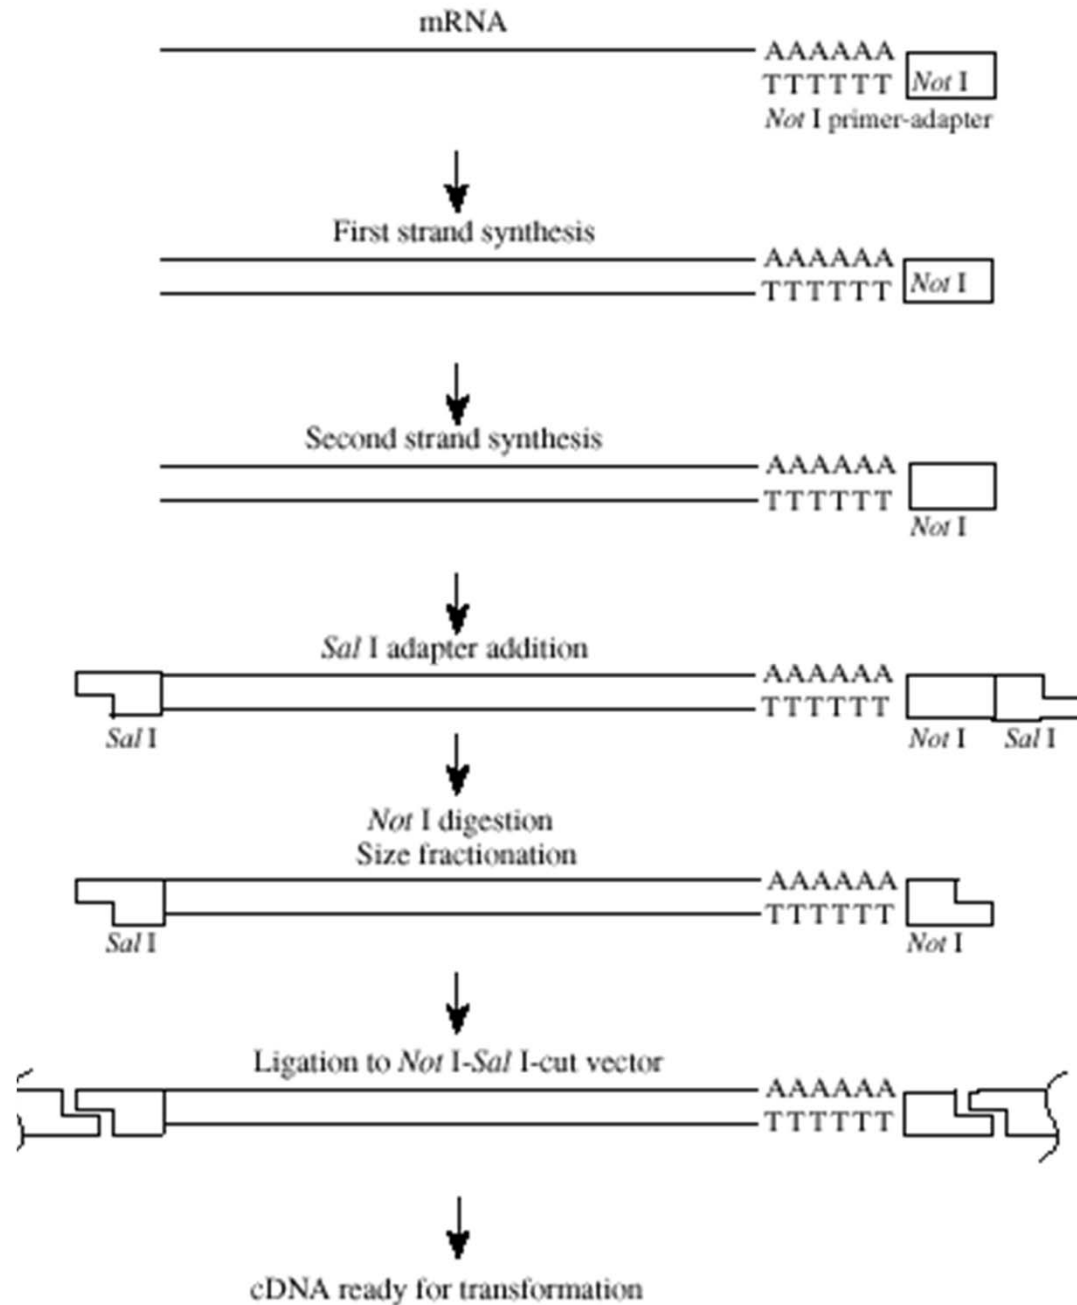 mRNA
AAAAAA
TTTTTT Not I
Not I primer-adapter
First strand synthesis
AAAAAA
TTTTTT Not I
Second strand synthesis
AAAAAA
TTTTTT
Not I
Sal I adapter addition
AAAAAA
TTTTTT
Sal I Not I Sal I
Not I digestion
Size fractionation
AAAAAA
TTTTTT
Sal I Not I
Ligation to Not I-Sal I-cut vector
AAAAAA
TTTTTT
cDNA ready for transformation